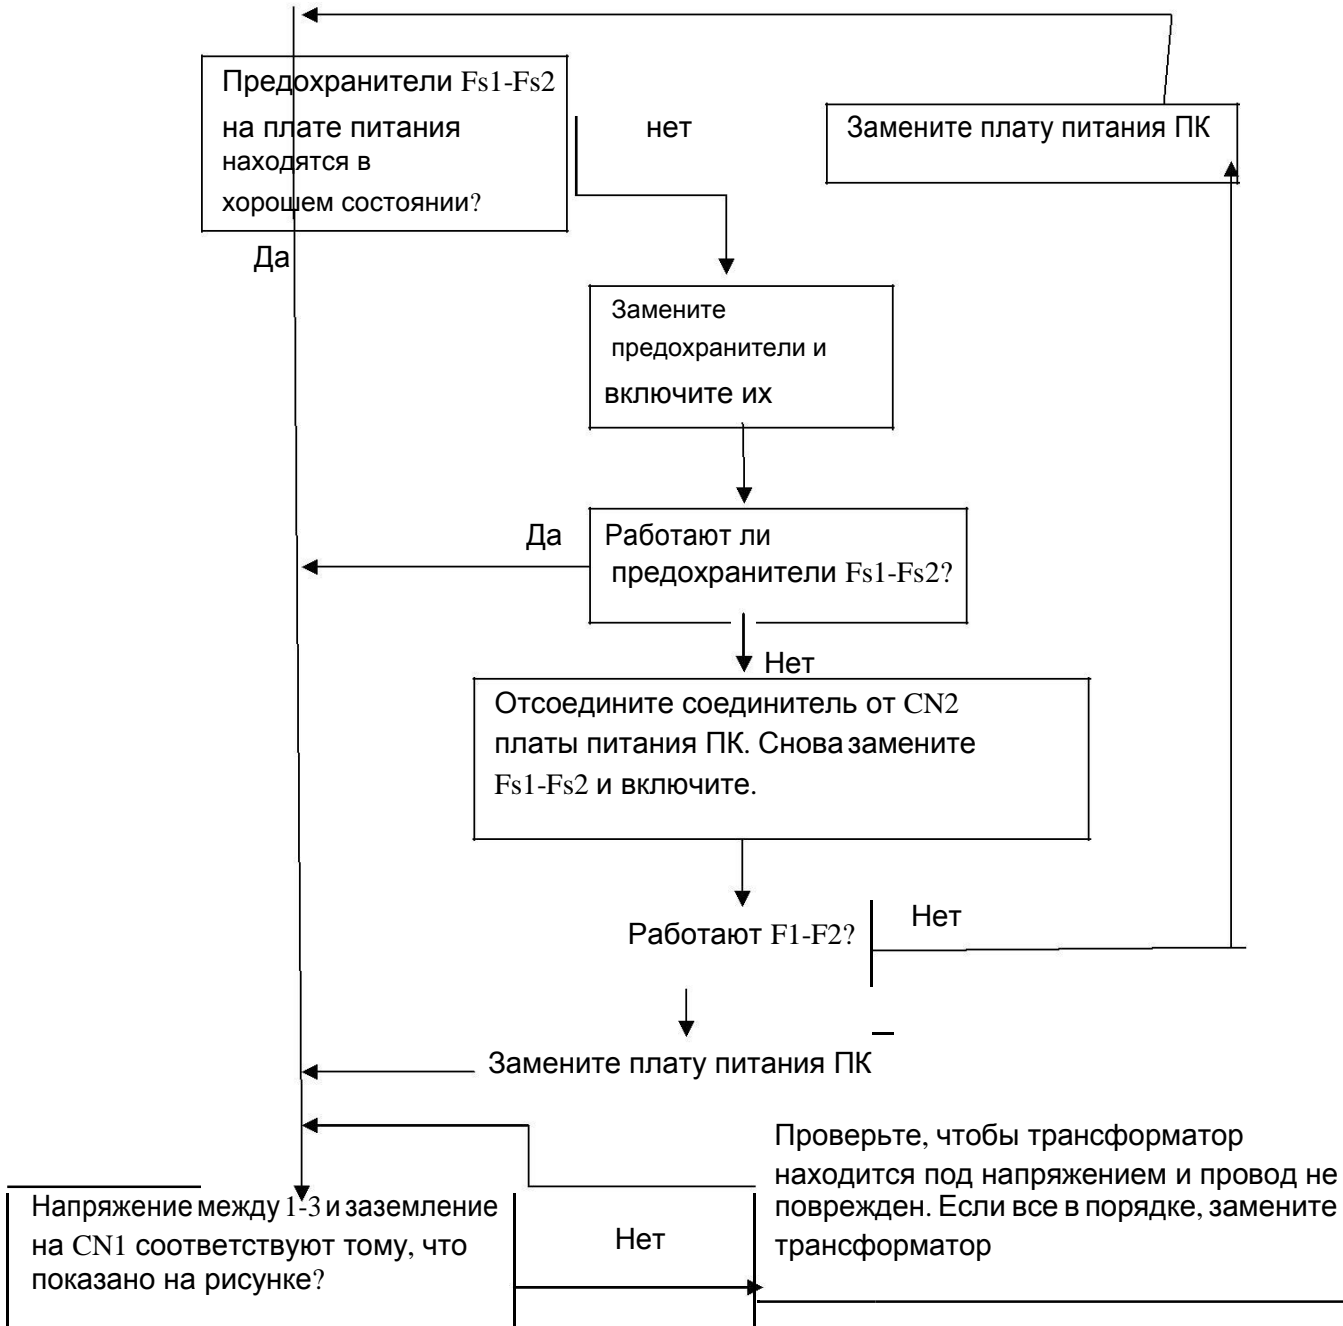 Предохранители Fs1-Fs2
на плате питания
находятся в
хорошем состоянии?
нет
Замените плату питания ПК
Да
Замените
предохранители и
включите их
Да
Работают ли
предохранители Fs1-Fs2?
Нет
Отсоедините соединитель от CN2
платы питания ПК. Снова замените
Fs1-Fs2 и включите.
Работают F1-F2?
Нет
Замените плату питания ПК
Напряжение между 1-3 и заземление
на CN1 соответствуют тому, что
показано на рисунке?
Нет
Проверьте, чтобы трансформатор
находится под напряжением и провод не
поврежден. Если все в порядке, замените
трансформатор